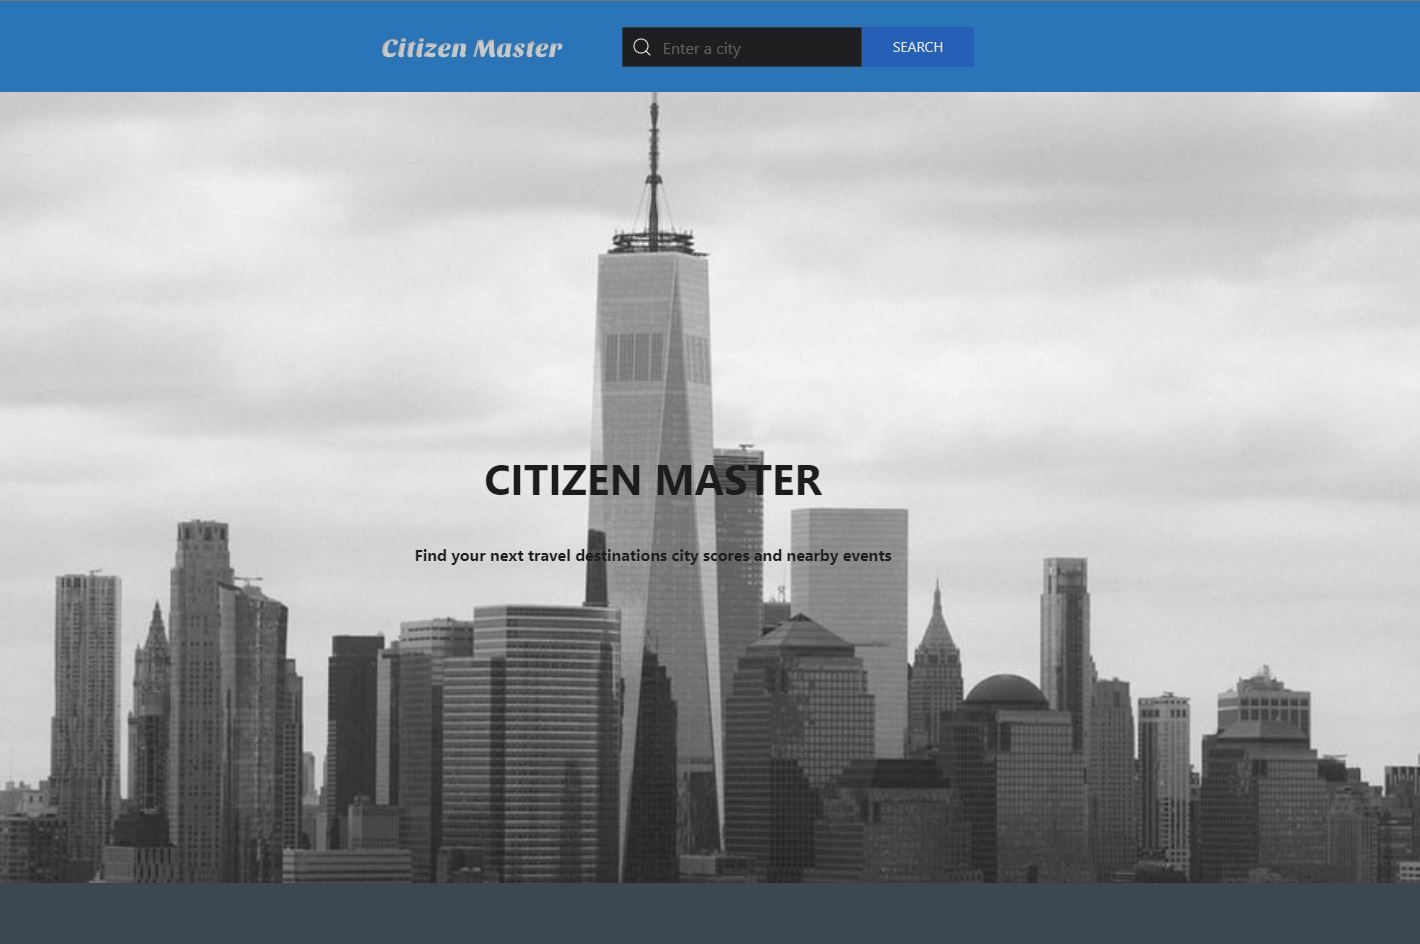 Citizen Master
Enter a city
SEARCH
CITIZEN MASTER
Find your next travel destinations city scores and nearby events